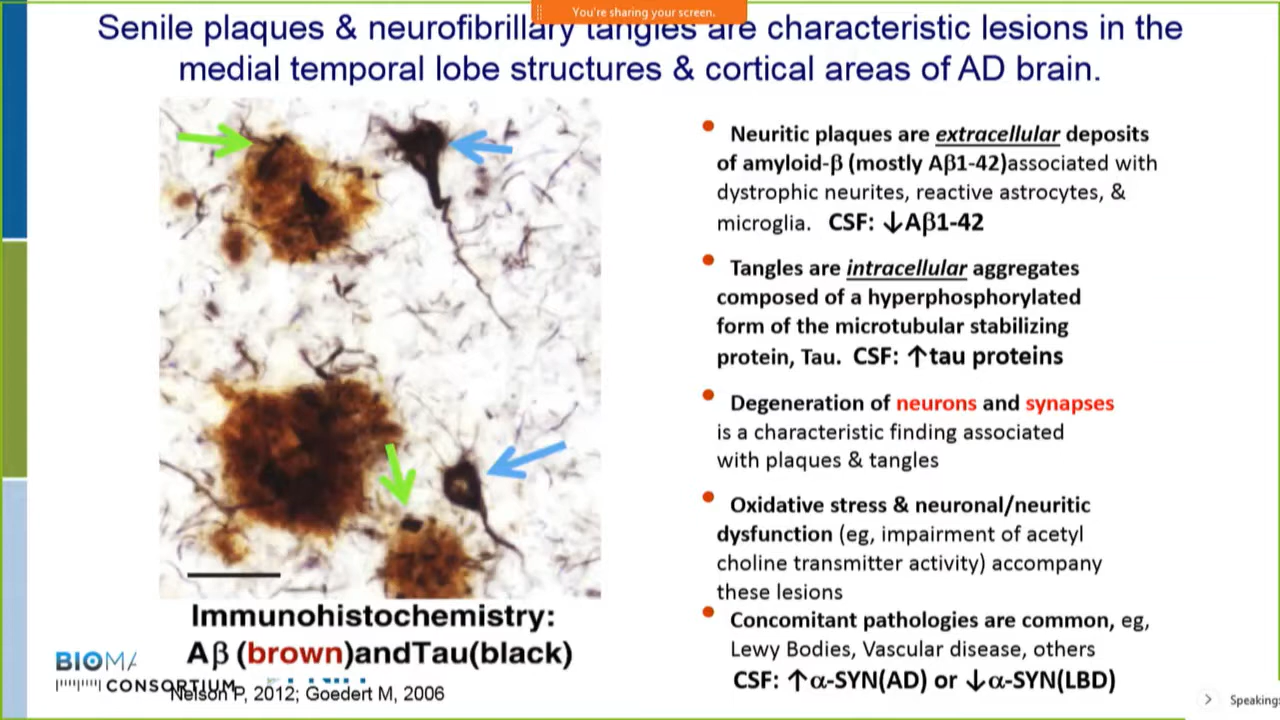 You're sharing your screen.
Senile plaques & neurofibrillary tangles are characteristic lesions in the
medial temporal lobe structures & cortical areas of AD brain.
• Neuritic plaques are extracellular deposits
of amyloid-β (mostly Aβ1-42)associated with
dystrophic neurites, reactive astrocytes, &
microglia. CSF: ↓Aβ1-42
• Tangles are intracellular aggregates
composed of a hyperphosphorylated
form of the microtubular stabilizing
protein, Tau. CSF: ↑tau proteins
• Degeneration of neurons and synapses
is a characteristic finding associated
with plaques & tangles
• Oxidative stress & neuronal/neuritic
dysfunction (eg, impairment of acetyl
choline transmitter activity) accompany
these lesions
• Concomitant pathologies are common, eg,
Lewy Bodies, Vascular disease, others
CSF: ↑α-SYN(AD) or ↓α-SYN(LBD)
Immunohistochemistry:
Aβ (brown)andTau(black)
BIOMA
CONSORTIUM
Nelson P, 2012; Goedert M, 2006
Speaking: